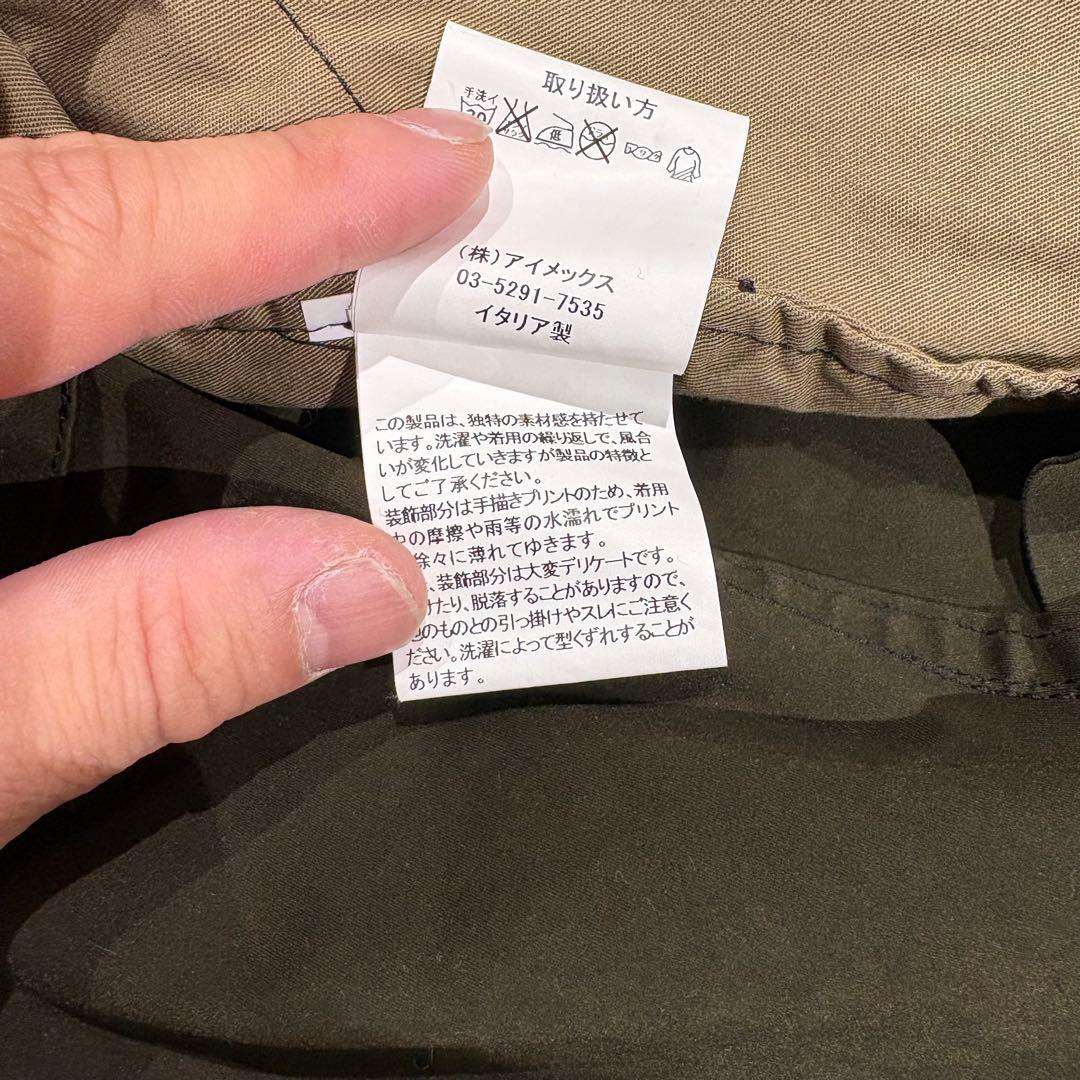 取り扱い方
手洗イ
30
低
(株)アイメックス
03-5291-7535
イタリア製
この製品は、独特の素材感を持たせて
います。洗濯や着用の繰り返しで、風合
いが変化していきますが製品の特徴と
してご了承ください。
装飾部分は手描きプリントのため、着用
中の摩擦や雨等の水濡れでプリント
徐々に薄れてゆきます。
、装飾部分は大変デリケートです。
けたり、脱落することがありますので、
他のものとの引っ掛けやスレにご注意く
ださい。洗濯によって型くずれすることが
あります。